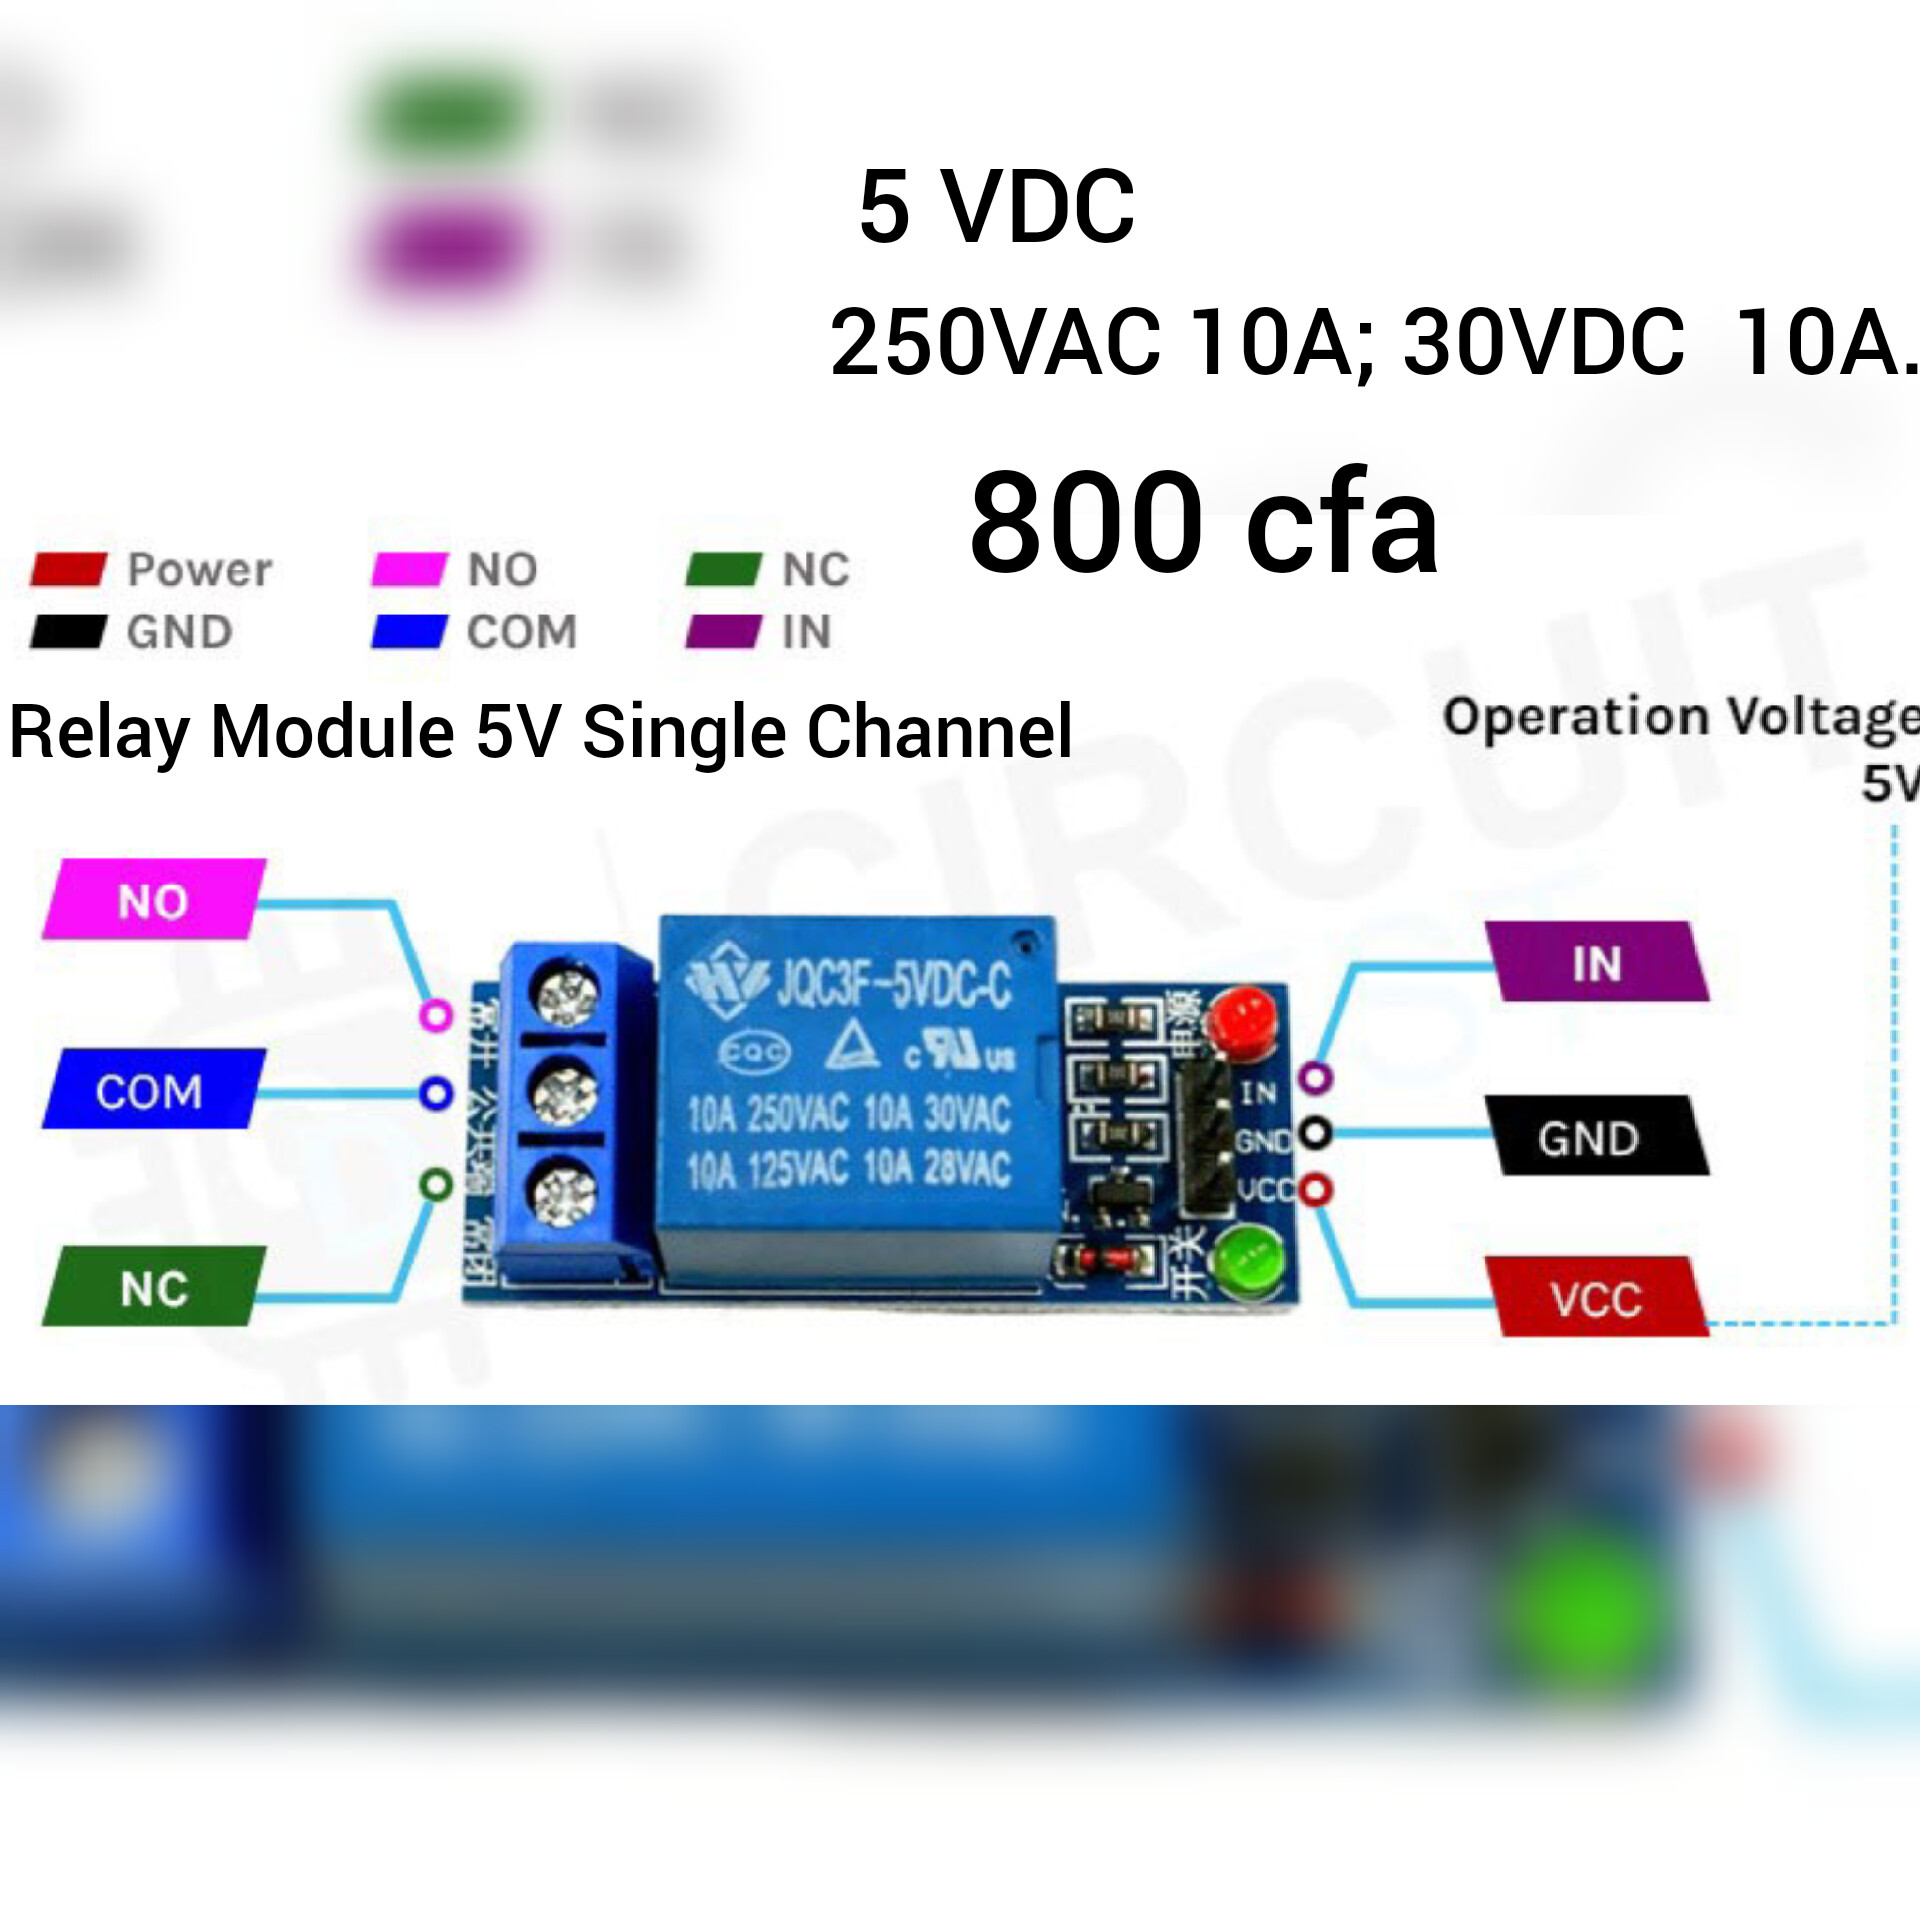 5 VDC
250VAC 10A; 30VDC 10A.
800 cfa
Power NO NC
GND COM IN
Relay Module 5V Single Channel
Operation Voltage
5V
NO
COM
NC
JQC3F-5VDC-C
CQC c US
10A 250VAC 10A 30VAC
10A 125VAC 10A 28VAC
电源
IN
GND
VCC
开关
IN
GND
VCC
CIRCUIT